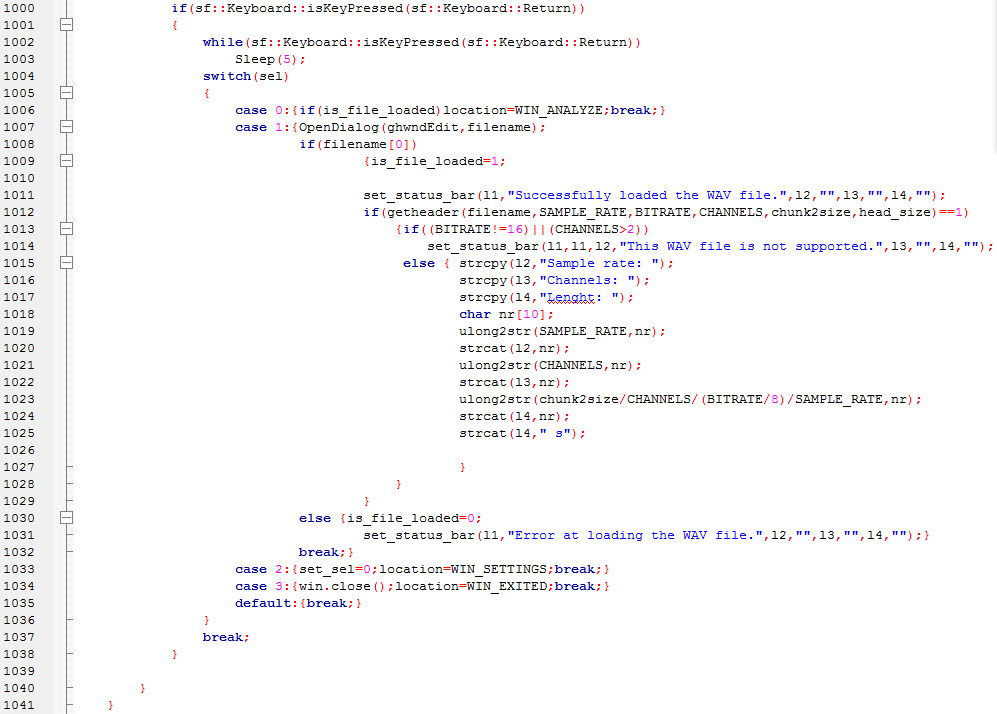 1000 if(sf::Keyboard::isKeyPressed(sf::Keyboard::Return))
1001 {
1002 while(sf::Keyboard::isKeyPressed(sf::Keyboard::Return))
1003 Sleep(5);
1004 switch(sel)
1005 {
1006 case 0:{if(is_file_loaded)location=WIN_ANALYZE;break;}
1007 case 1:{OpenDialog(ghwndEdit,filename);
1008 if(filename[0])
1009 {is_file_loaded=1;
1010
1011 set_status_bar(l1,"Successfully loaded the WAV file.",l2,"",l3,"",l4,"");
1012 if(getheader(filename,SAMPLE_RATE,BITRATE,CHANNELS,chunk2size,head_size)==1)
1013 {if((BITRATE!=16)||(CHANNELS>2))
1014 set_status_bar(l1,l1,l2,"This WAV file is not supported.",l3,"",l4,"");
1015 else { strcpy(l2,"Sample rate: ");
1016 strcpy(l3,"Channels: ");
1017 strcpy(l4,"Lenght: ");
1018 char nr[10];
1019 ulong2str(SAMPLE_RATE,nr);
1020 strcat(l2,nr);
1021 ulong2str(CHANNELS,nr);
1022 strcat(l3,nr);
1023 ulong2str(chunk2size/CHANNELS/(BITRATE/8)/SAMPLE_RATE,nr);
1024 strcat(l4,nr);
1025 strcat(l4," s");
1026
1027 }
1028 }
1029 }
1030 else {is_file_loaded=0;
1031 set_status_bar(l1,"Error at loading the WAV file.",l2,"",l3,"",l4,"");}
1032 break;}
1033 case 2:{set_sel=0;location=WIN_SETTINGS;break;}
1034 case 3:{win.close();location=WIN_EXITED;break;}
1035 default:{break;}
1036 }
1037 break;
1038 }
1039
1040 }
1041 }